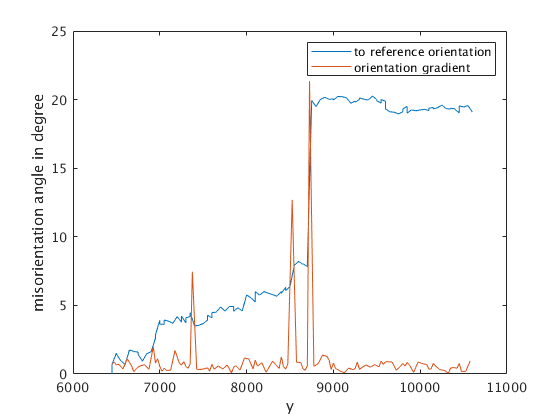 25
20
15
10
5
0
misorientation angle in degree
to reference orientation
orientation gradient
6000 7000 8000 9000 10000 11000
y